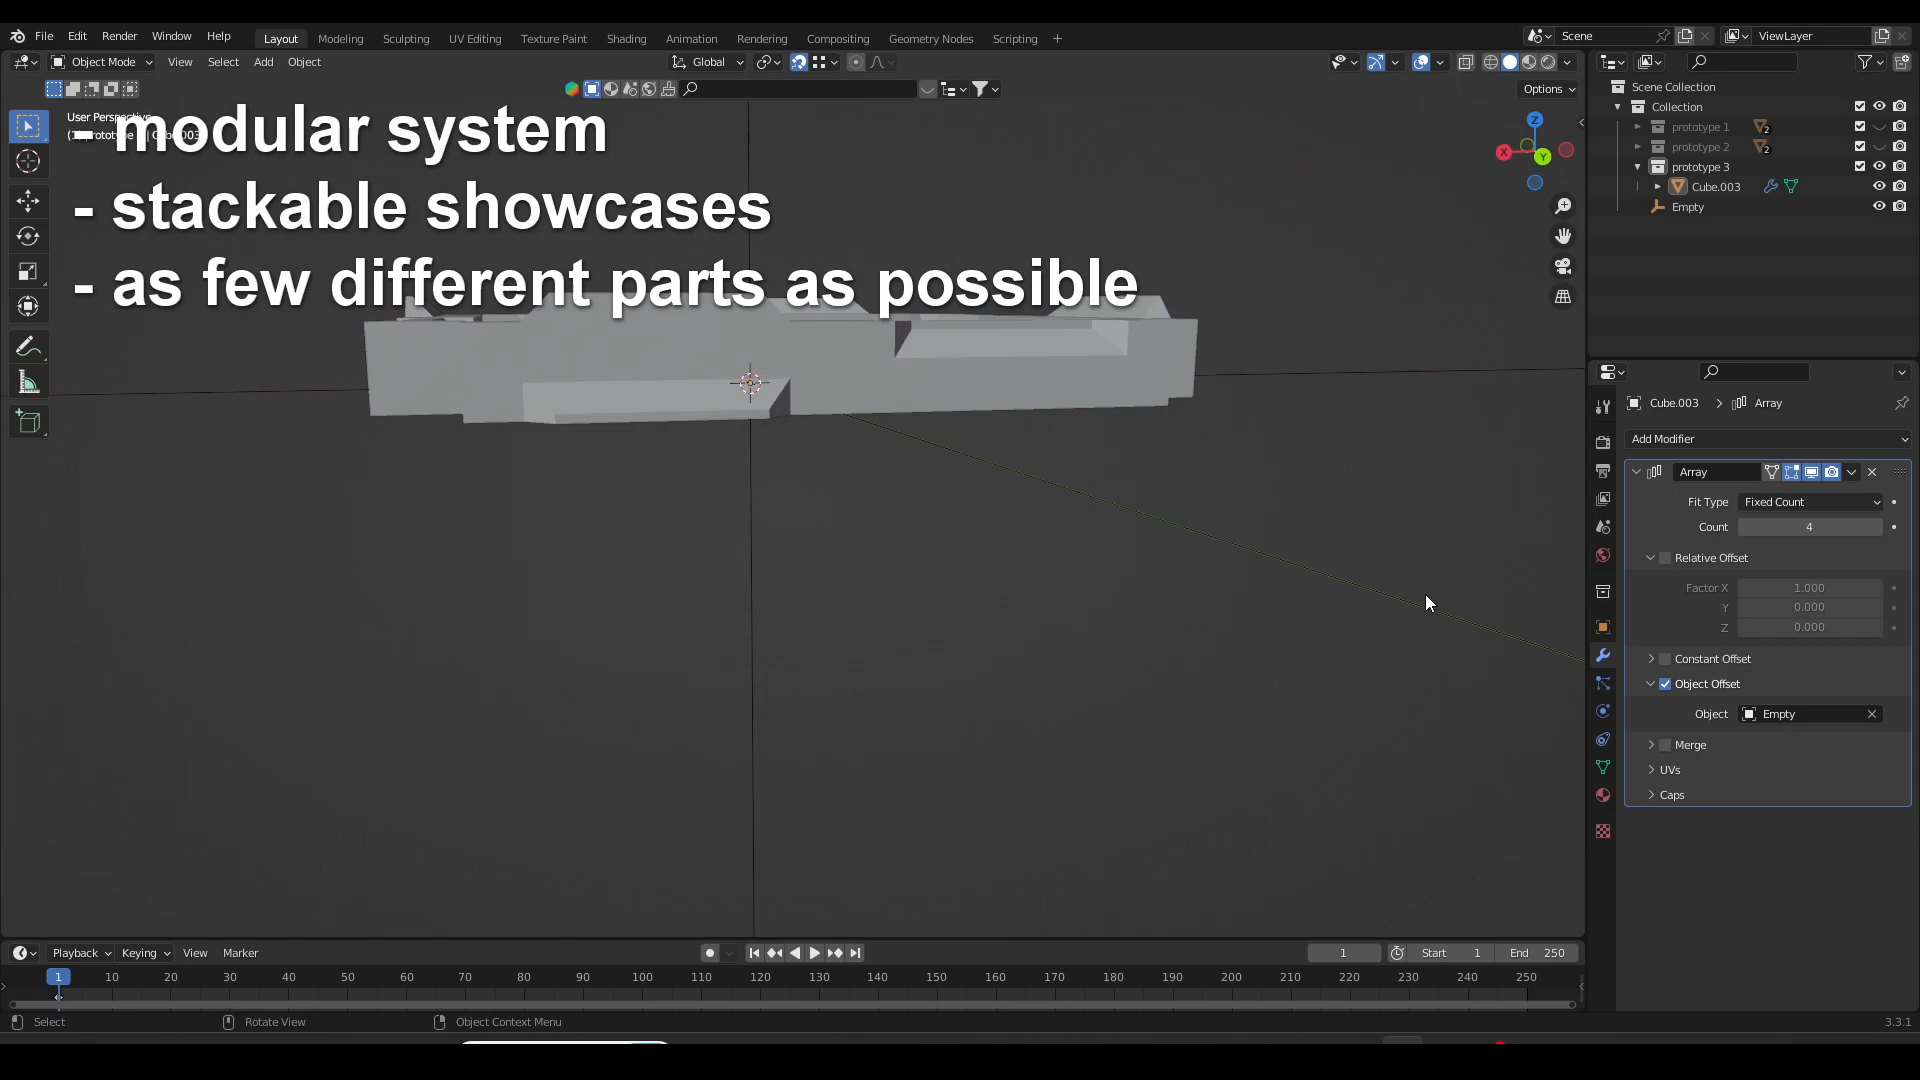 File Edit Render Window Help Layout Modeling Sculpting UV Editing Texture Paint Shading Animation Rendering Compositing Geometry Nodes Scripting Scene ViewLayer
Object Mode View Select Add Object Global
Options
User Perspective
- modular system
- stackable showcases
- as few different parts as possible
Scene Collection
Collection
prototype 1 2
prototype 2 2
prototype 3
Cube.003
Empty
Cube.003 Array
Add Modifier
Array
Fit Type Fixed Count
Count 4
Relative Offset
Factor X 1.000
Y 0.000
Z 0.000
Constant Offset
Object Offset
Object Empty
Merge
UVs
Caps
X Y Z
Playback Keying View Marker 1 Start 1 End 250
1 10 20 30 40 50 60 70 80 90 100 110 120 130 140 150 160 170 180 190 200 210 220 230 240 250
Select Rotate View Object Context Menu 3.3.1